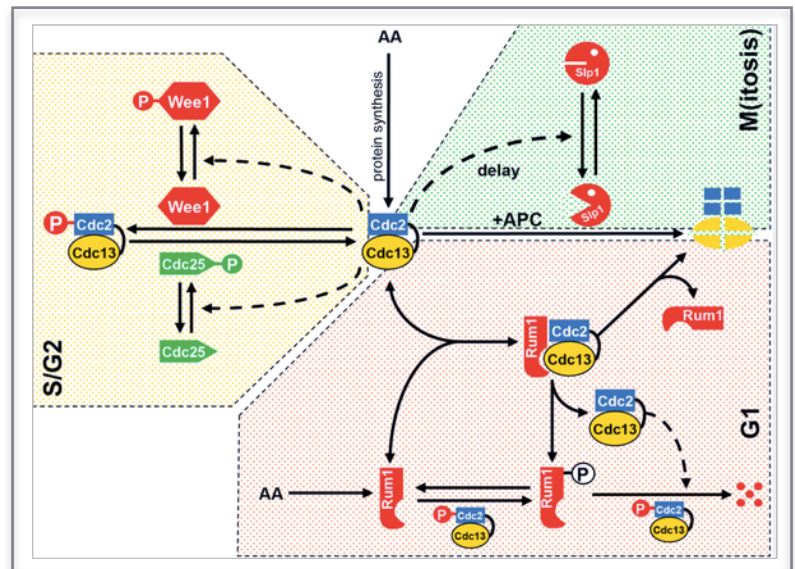 AA
protein synthesis
Slp1
M(itosis)
P
Wee1
delay
Wee1
Slp1
P
Cdc2
Cdc13
Cdc2
Cdc13
+APC
Cdc25
P
Cdc25
S/G2
Rum1
Rum1
Cdc2
Cdc13
Cdc2
Cdc13
G1
P
AA
Rum1
Rum1
P
Cdc2
Cdc13
P
Cdc2
Cdc13